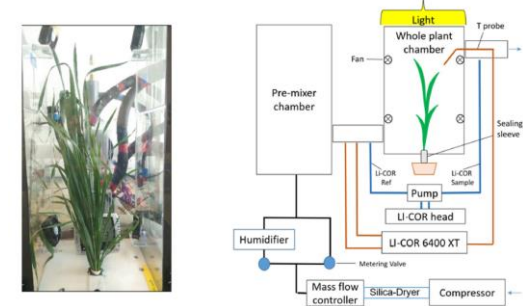 Light
T probe
Whole plant
chamber
Fan
Pre-mixer
chamber
Sealing
sleeve
LI-COR
Ref
LI-COR
Sample
Pump
LI-COR head
Humidifier
LI-COR 6400 XT
Metering Valve
Mass flow
controller
Silica-Dryer
Compressor